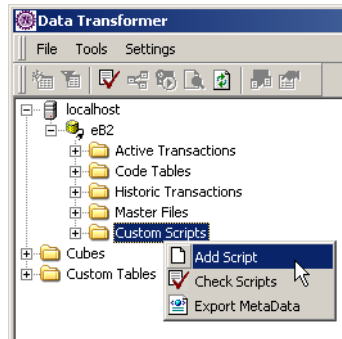 Data Transformer
File Tools Settings
localhost
eB2
Active Transactions
Code Tables
Historic Transactions
Master Files
Custom Scripts
Add Script
Cubes
Check Scripts
Custom Tables
Export MetaData